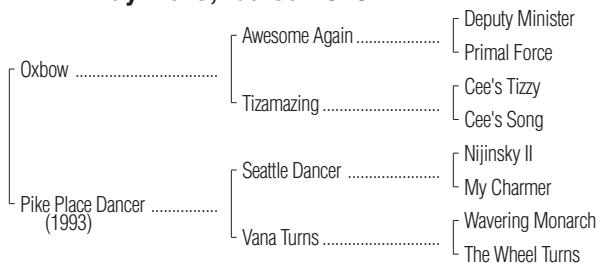 Deputy Minister
Awesome Again
Primal Force
Oxbow
Cee's Tizzy
Tizamazing
Cee's Song
Nijinsky II
Seattle Dancer
My Charmer
Pike Place Dancer
(1993)
Wavering Monarch
Vana Turns
The Wheel Turns